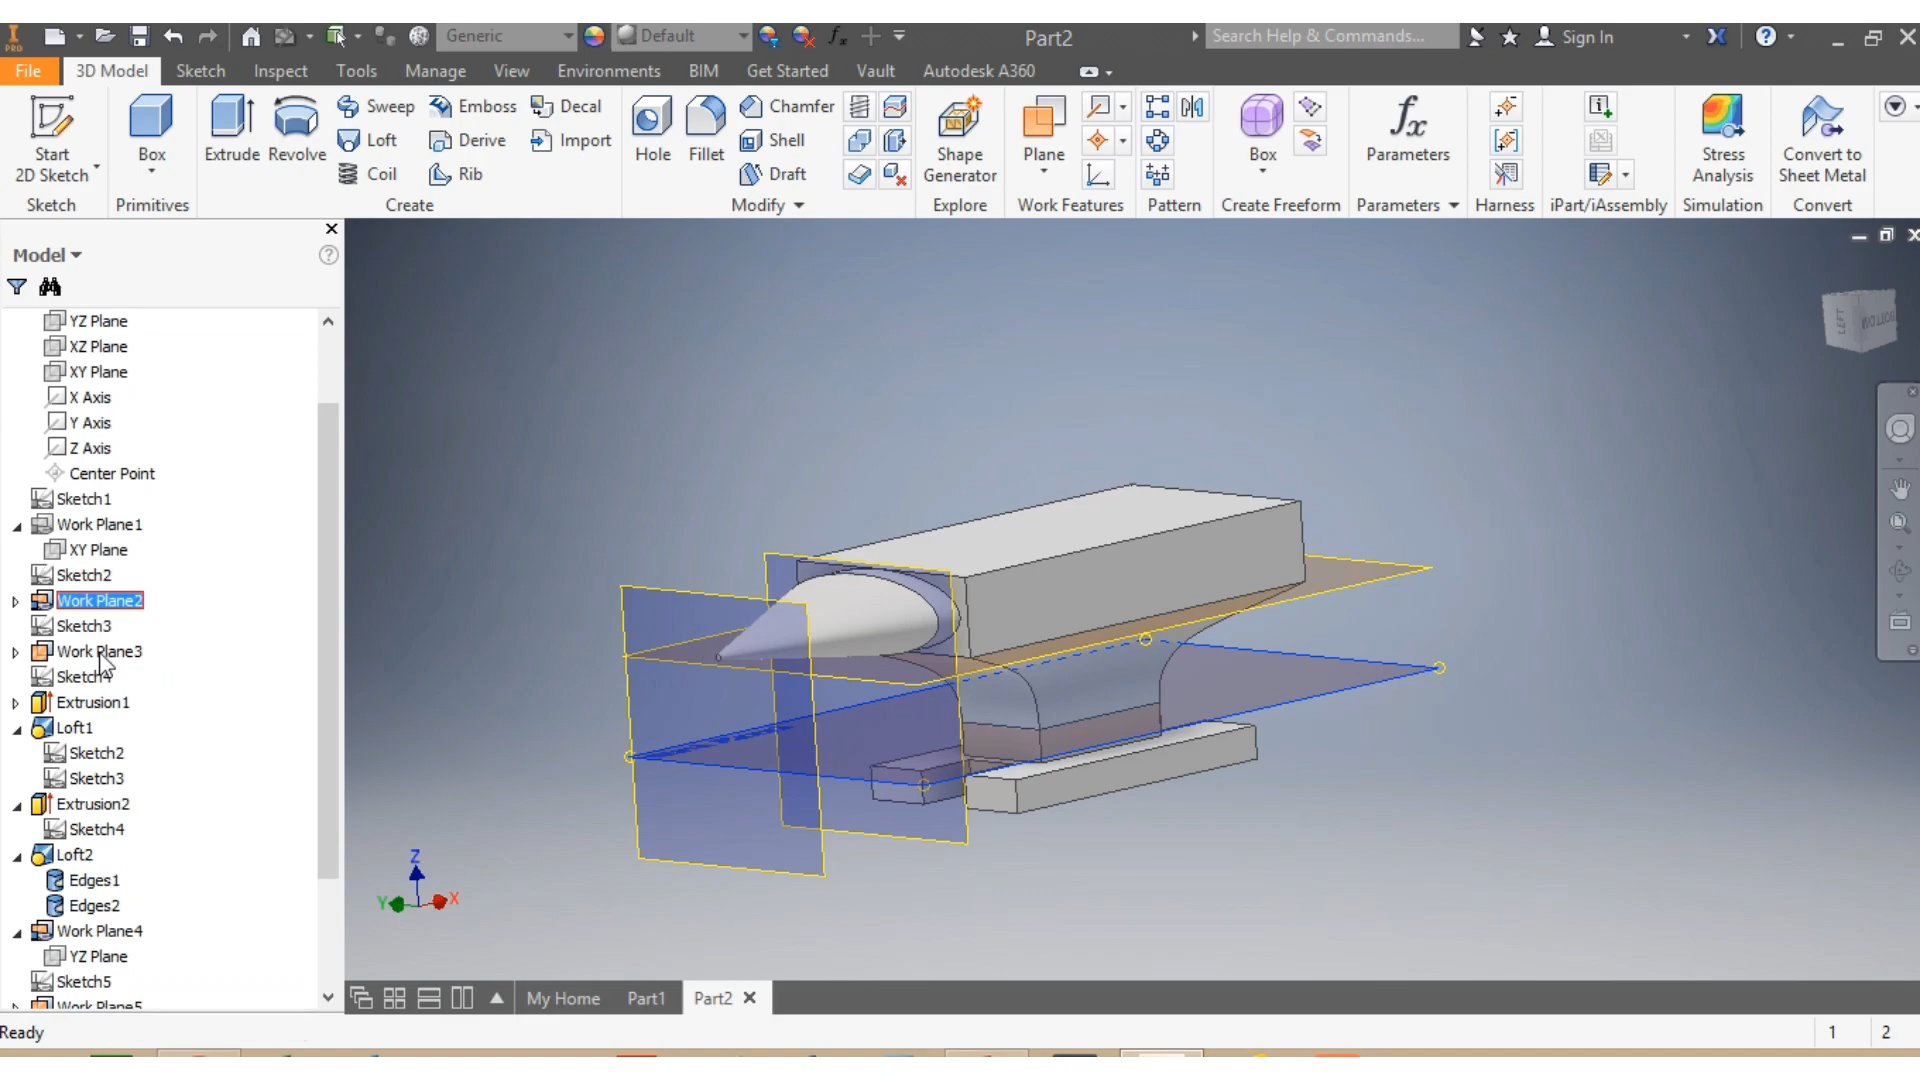 PRO
Generic
Default
Part2
Search Help & Commands...
Sign In
File
3D Model
Sketch
Inspect
Tools
Manage
View
Environments
BIM
Get Started
Vault
Autodesk A360
Start
2D Sketch
Sketch
Box
Primitives
Extrude
Revolve
Sweep
Loft
Coil
Emboss
Derive
Rib
Decal
Import
Create
Hole
Fillet
Chamfer
Shell
Draft
Modify
Shape
Generator
Explore
Plane
Work Features
Pattern
Box
Create Freeform
fx
Parameters
Parameters
Harness
iPart/iAssembly
Stress
Analysis
Simulation
Convert to
Sheet Metal
Convert
Model
YZ Plane
XZ Plane
XY Plane
X Axis
Y Axis
Z Axis
Center Point
Sketch1
Work Plane1
XY Plane
Sketch2
Work Plane2
Sketch3
Work Plane3
Sketch4
Extrusion1
Loft1
Sketch2
Sketch3
Extrusion2
Sketch4
Loft2
Edges1
Edges2
Work Plane4
YZ Plane
Sketch5
Work Plane5
LEFT
BOTTOM
Z
Y
X
My Home
Part1
Part2
Ready
1
2